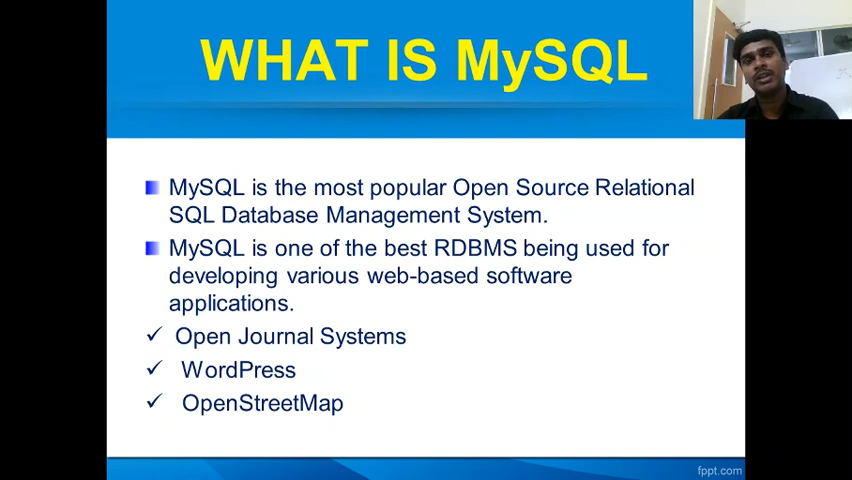 WHAT IS MySQL
MySQL is the most popular Open Source Relational
SQL Database Management System.
MySQL is one of the best RDBMS being used for
developing various web-based software
applications.
Open Journal Systems
WordPress
OpenStreetMap
fppt.com